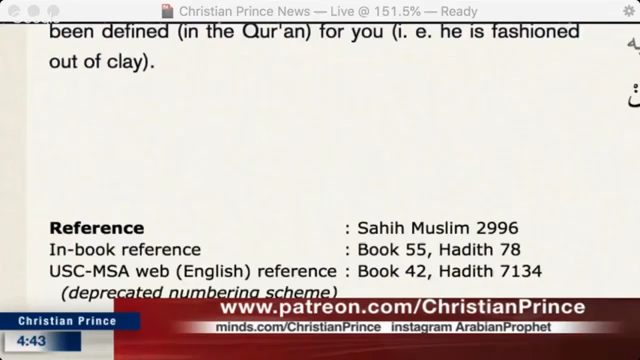 Christian Prince News — Live @ 151.5% — Ready
been defined (in the Qur'an) for you (i. e. he is fashioned
out of clay).
Reference : Sahih Muslim 2996
In-book reference : Book 55, Hadith 78
USC-MSA web (English) reference : Book 42, Hadith 7134
(deprecated numbering scheme)
www.patreon.com/ChristianPrince
Christian Prince
minds.com/ChristianPrince instagram ArabianProphet
4:43